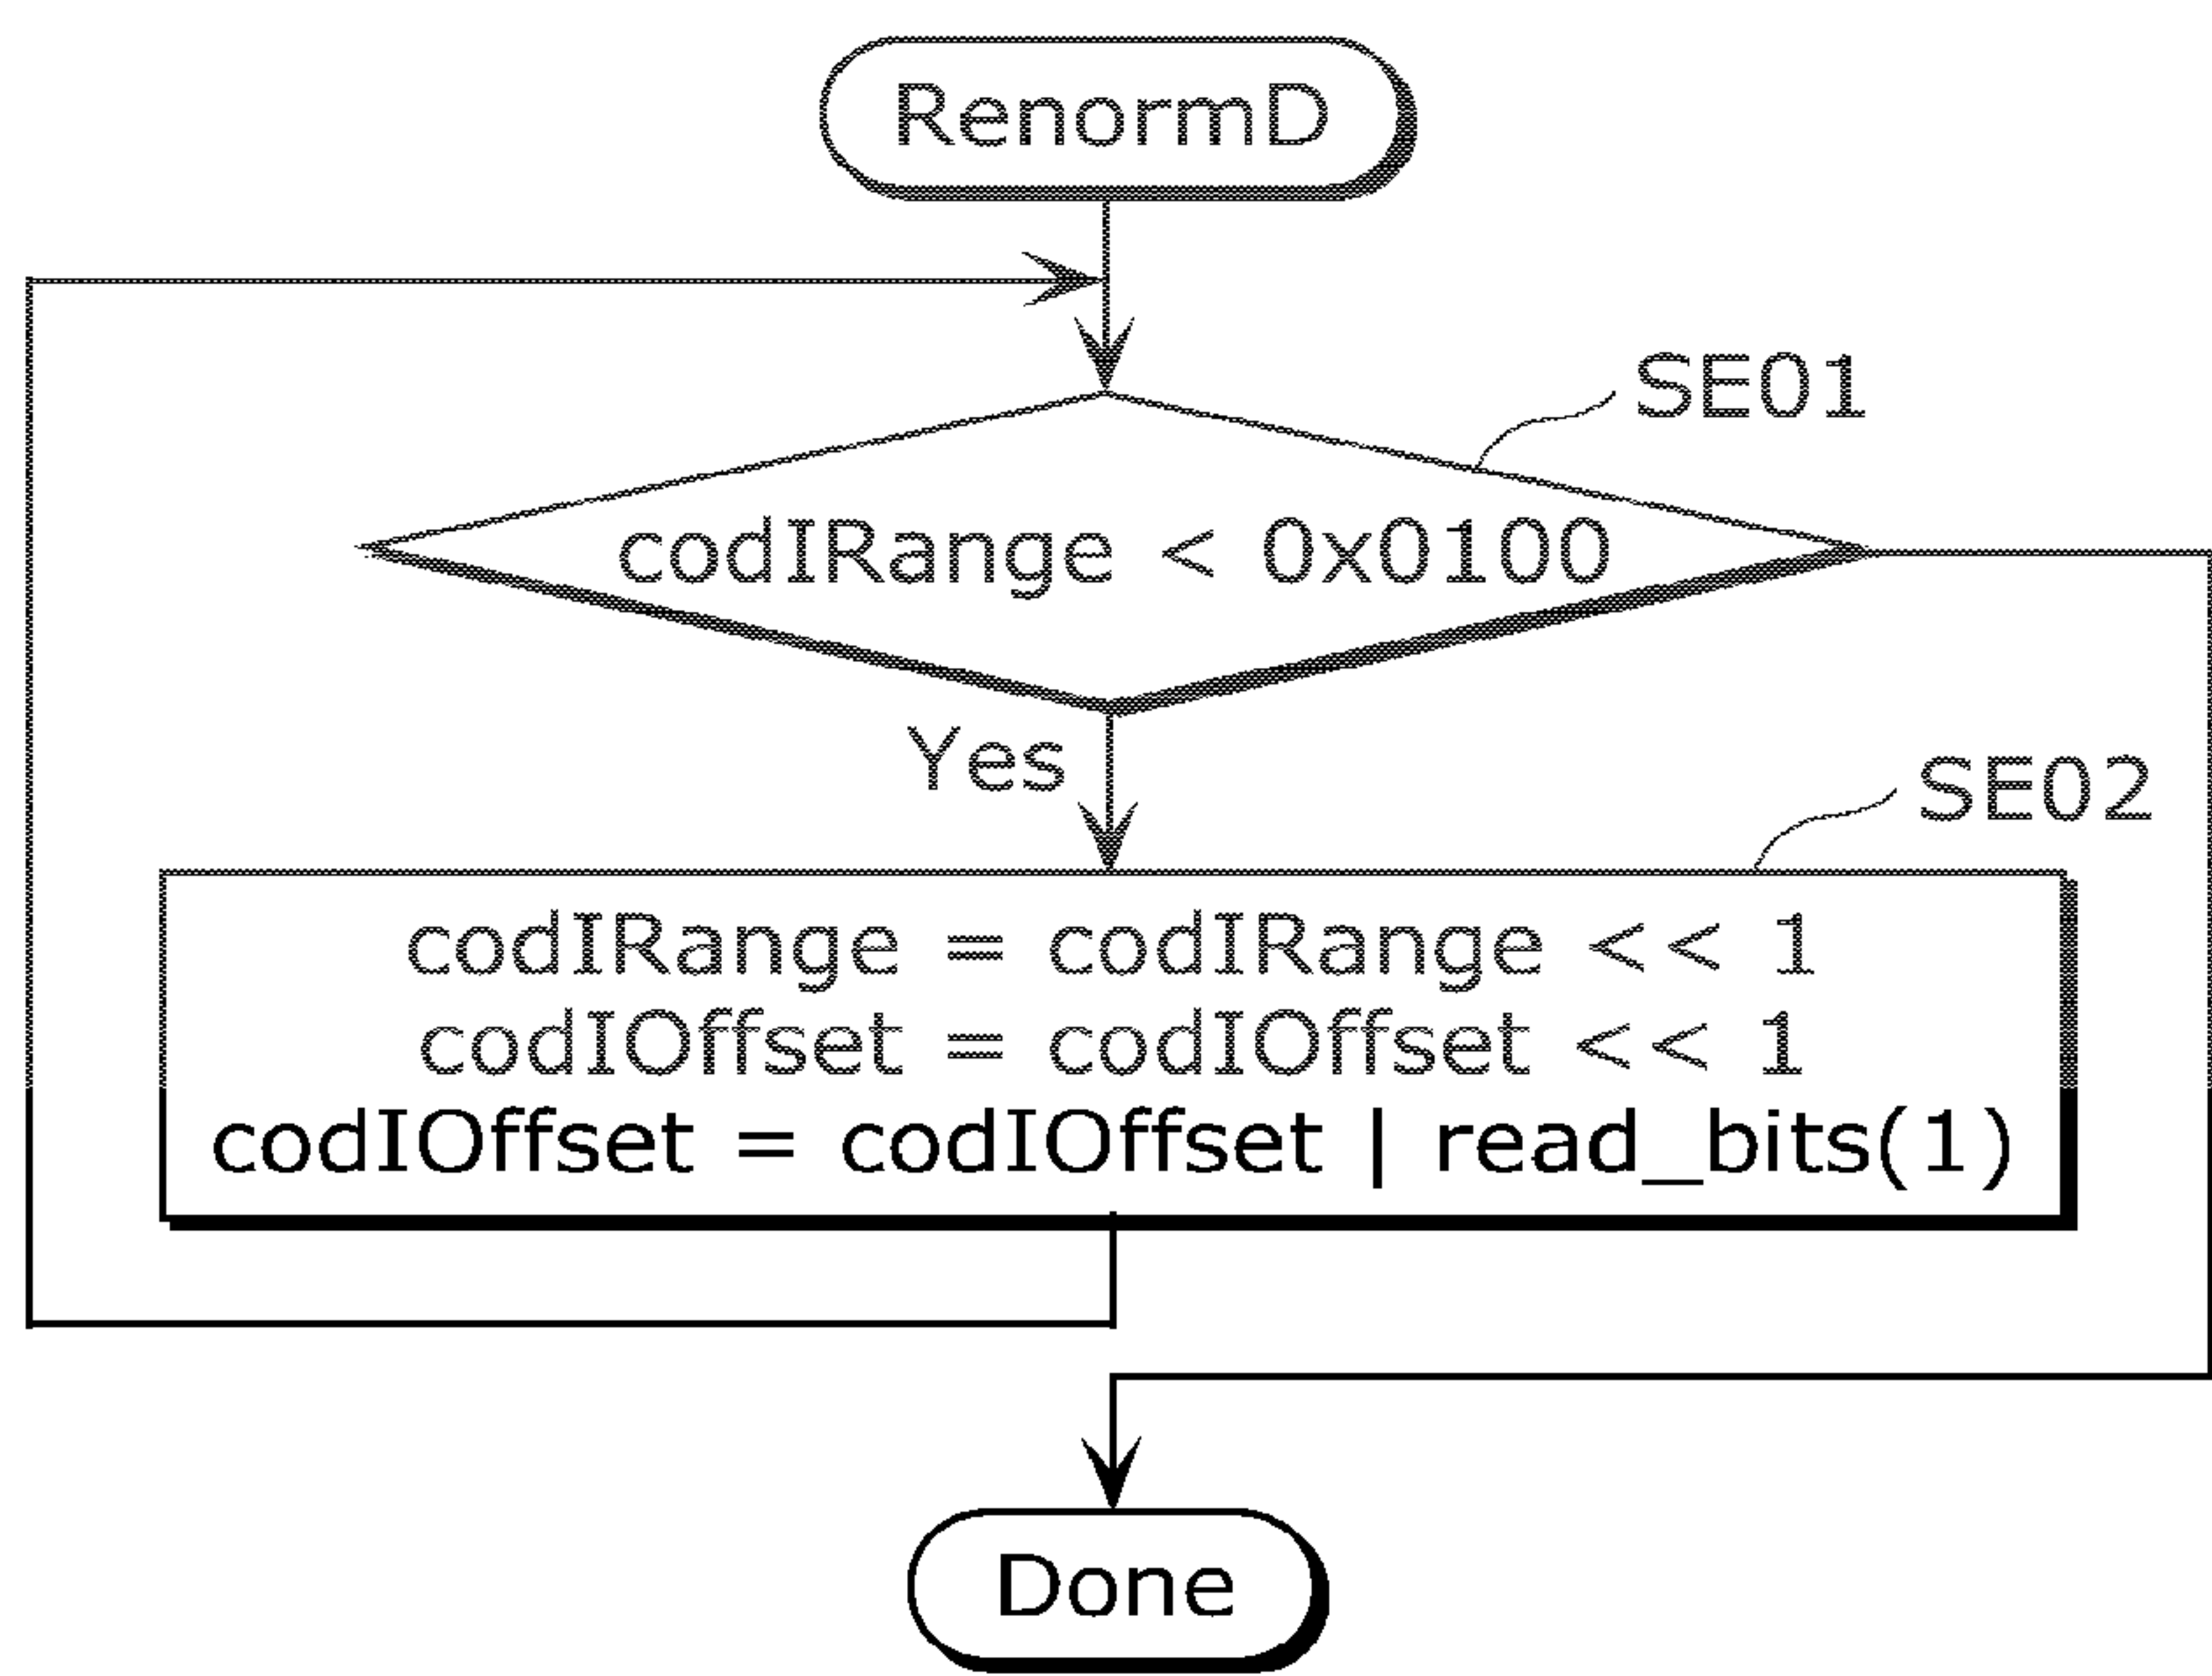 RenormD
SE01
codIRange < 0x0100
Yes
SE02
codIRange = codIRange << 1
codIOffset = codIOffset << 1
codIOffset = codIOffset | read_bits(1)
Done